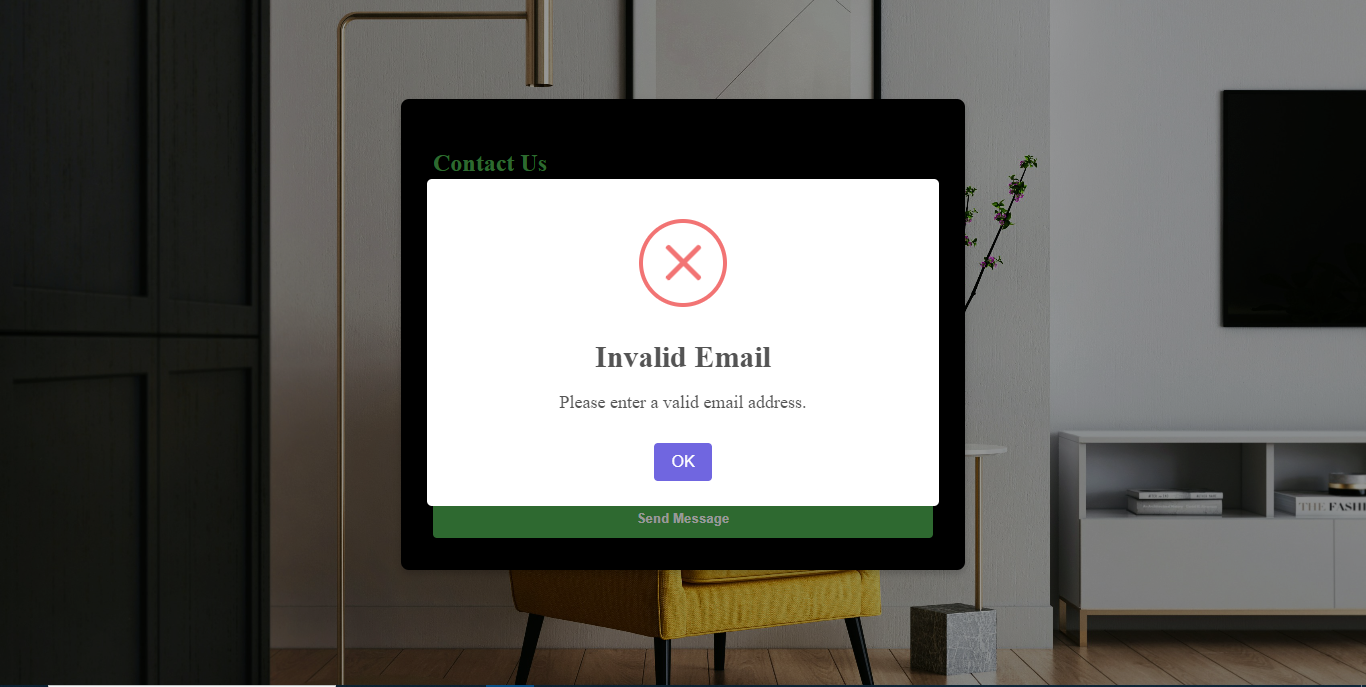 Contact Us
Invalid Email
Please enter a valid email address.
OK
Send Message
THE FASHI